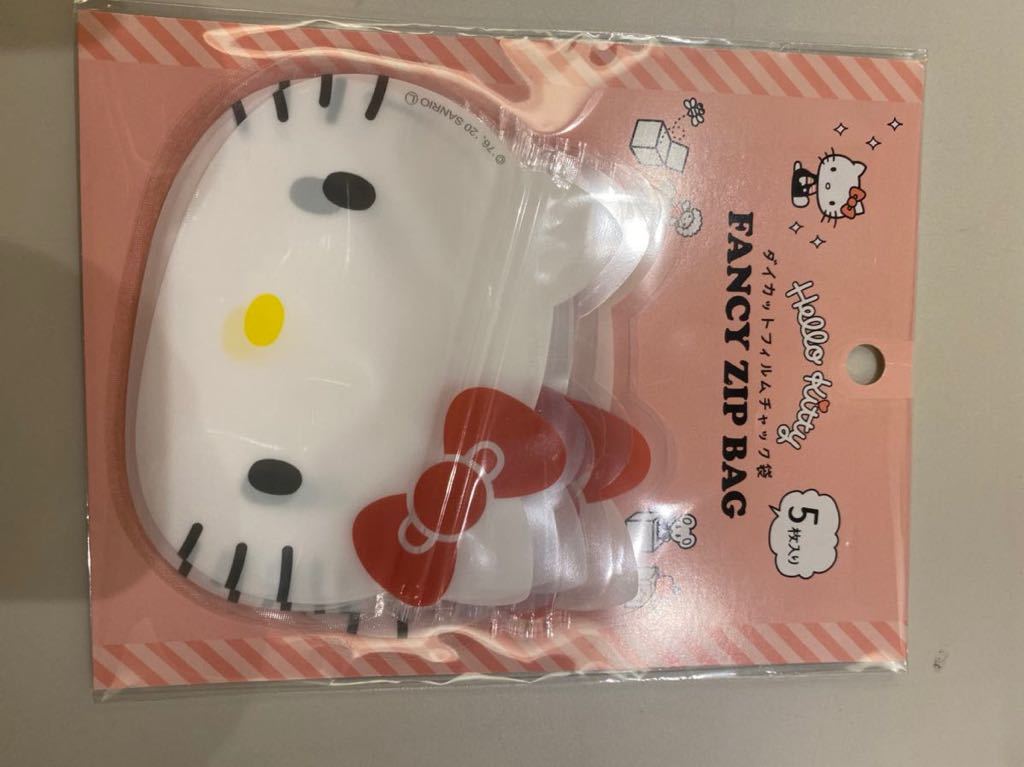 Hello Kitty
ダイカットフィルムチャック袋
FANCY ZIP BAG
5枚入り
©'76,'20 SANRIO Ⓛ